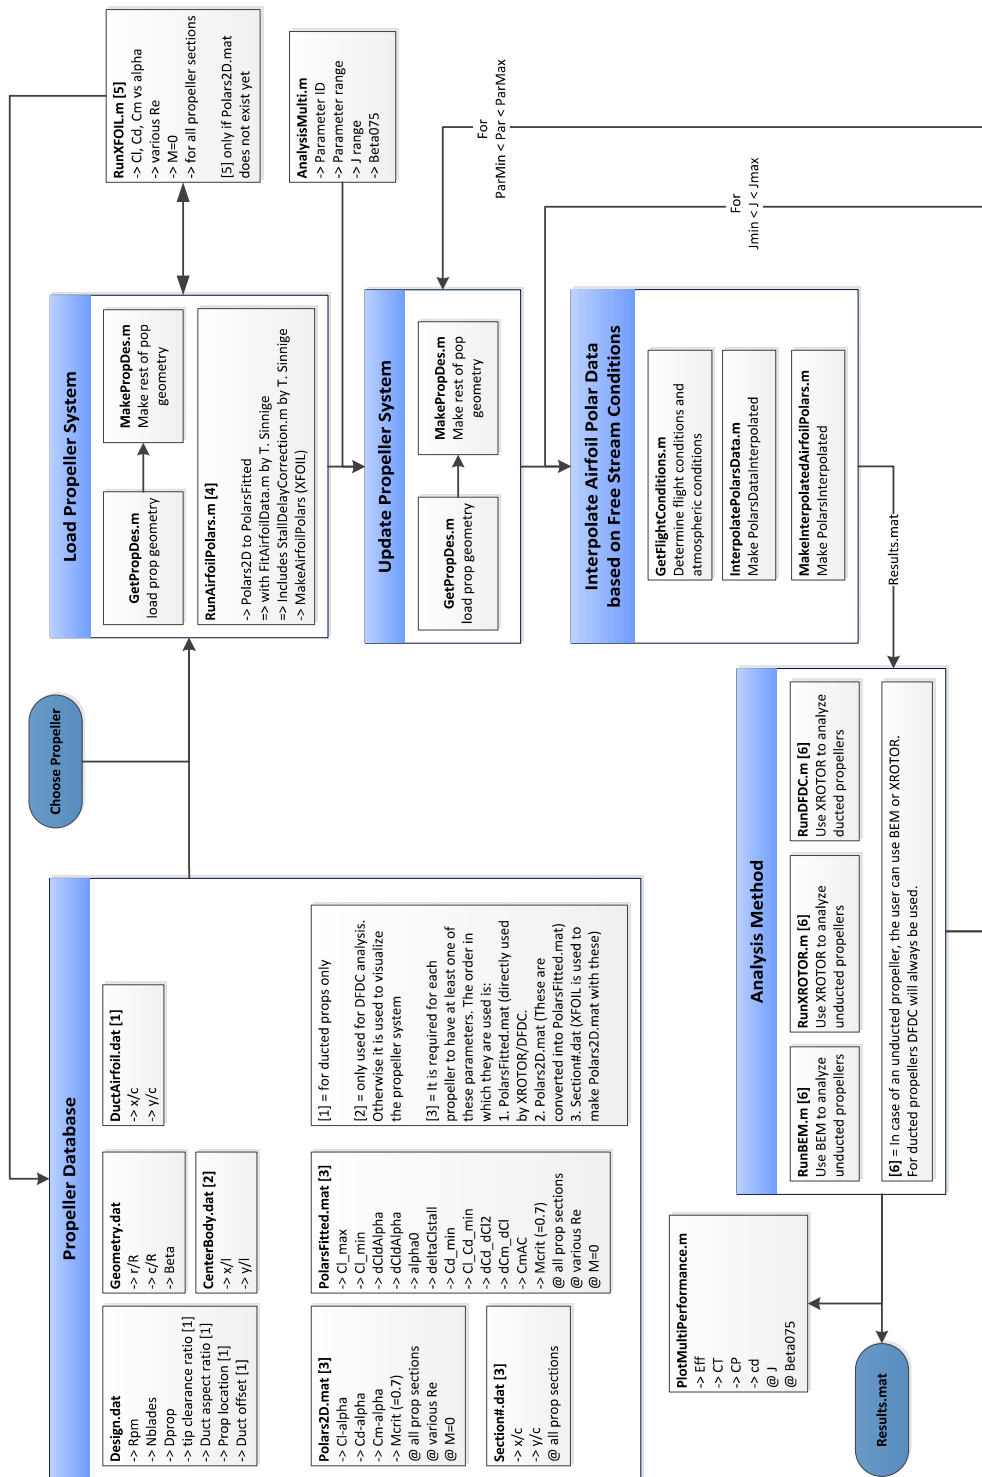 Propeller Database
Design.dat
-> Rpm
-> Nblades
-> Dprop
-> tip clearance ratio [1]
-> Duct aspect ratio [1]
-> Prop location [1]
-> Duct offset [1]
Geometry.dat
-> r/R
-> c/R
-> Beta
CenterBody.dat [2]
-> x/l
-> y/l
DuctAirfoil.dat [1]
-> x/c
-> y/c
Polars2D.mat [3]
-> Cl-alpha
-> Cd-alpha
-> Cm-alpha
-> Mcrit (=0.7)
@ all prop sections
@ various Re
@ M=0
Section#.dat [3]
-> x/c
-> y/c
@ all prop sections
PolarsFitted.mat [3]
-> Cl_max
-> Cl_min
-> dCldAlpha
-> dCldAlpha
-> alpha0
-> deltaClstall
-> Cd_min
-> Cl_Cd_min
-> dCd_dCl2
-> dCm_dCl
-> CmAC
-> Mcrit (=0.7)
@ all prop sections
@ various Re
@ M=0
[1] = for ducted props only
[2] = only used for DFDC analysis.
Otherwise it is used to visualize
the propeller system
[3] = It is required for each
propeller to have at least one of
these parameters. The order in
which they are used is:
1. PolarsFitted.mat (directly used
by XROTOR/DFDC.
2. Polars2D.mat (These are
converted into PolarsFitted.mat)
3. Section#.dat (XFOIL is used to
make Polars2D.mat with these)
Choose Propeller
Load Propeller System
GetPropDes.m
load prop geometry
MakePropDes.m
Make rest of pop
geometry
RunAirfoilPolars.m [4]
-> Polars2D to PolarsFitted
=> with FitAirfoilData.m by T. Sinnige
=> Includes StallDelayCorrection.m by T. Sinnige
-> MakeAirfoilPolars (XFOIL)
RunXFOIL.m [5]
-> Cl, Cd, Cm vs alpha
-> various Re
-> M=0
-> for all propeller sections
[5] only if Polars2D.mat
does not exist yet
AnalysisMulti.m
-> Parameter ID
-> Parameter range
-> J range
-> Beta075
Update Propeller System
GetPropDes.m
load prop geometry
MakePropDes.m
Make rest of pop
geometry
For
ParMin < Par < ParMax
For
Jmin < J < Jmax
Interpolate Airfoil Polar Data
based on Free Stream Conditions
GetFlightConditions.m
Determine flight conditions and
atmospheric conditions
InterpolatePolarsData.m
Make PolarsDataInterpolated
MakeInterpolatedAirfoilPolars.m
Make PolarsInterpolated
Results.mat
Analysis Method
RunBEM.m [6]
Use BEM to analyze
unducted propellers
RunXROTOR.m [6]
Use XROTOR to analyze
unducted propellers
RunDFDC.m [6]
Use XROTOR to analyze
ducted propellers
[6] = In case of an unducted propeller, the user can use BEM or XROTOR.
For ducted propellers DFDC will always be used.
PlotMultiPerformance.m
-> Eff
-> CT
-> CP
-> cd
@ J
@ Beta075
Results.mat